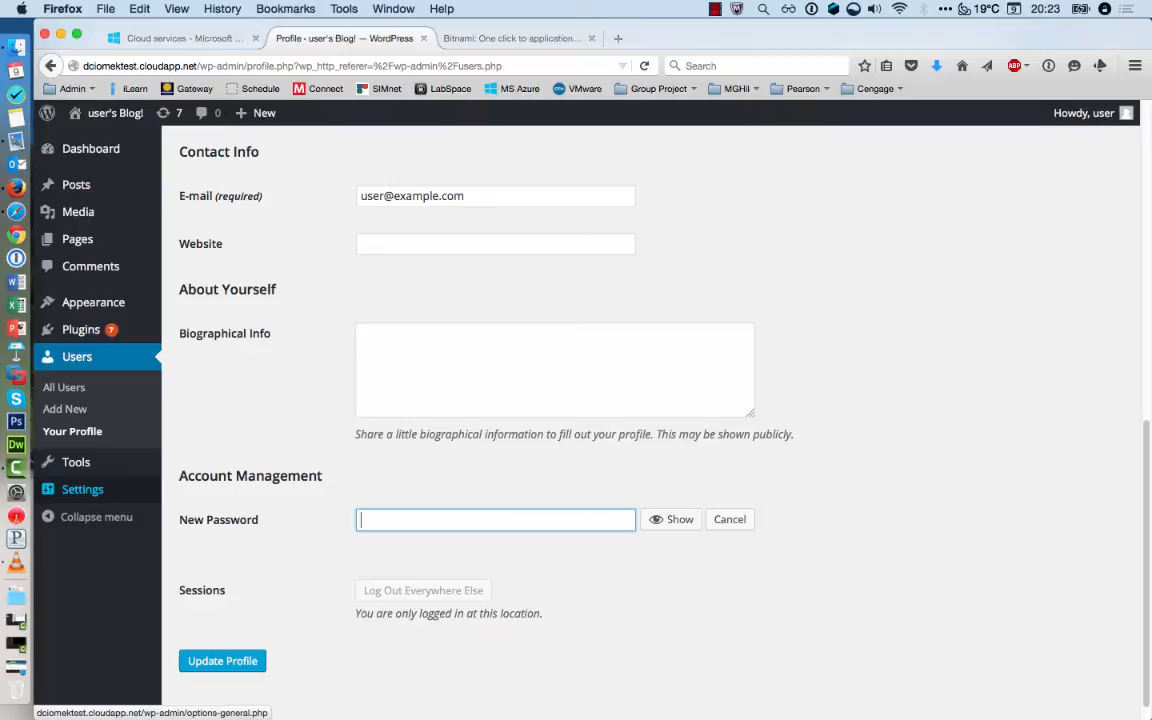 Firefox File Edit View History Bookmarks Tools Window Help 19°C 9 20:23
Cloud services - Microsoft ... Profile - user's Blog! — WordPress Bitnami: One click to application...
dciomektest.cloudapp.net/wp-admin/profile.php?wp_http_referer=%2Fwp-admin%2Fusers.php Search ABP
Admin iLearn Gateway Schedule Connect SIMnet LabSpace MS Azure VMware Group Project MGHII Pearson Cengage
user's Blog! 7 0 New Howdy, user
Dashboard
Posts
Media
Pages
Comments
Appearance
Plugins 7
Users
All Users
Add New
Your Profile
Tools
Settings
Collapse menu
Contact Info
E-mail (required) user@example.com
Website
About Yourself
Biographical Info
Share a little biographical information to fill out your profile. This may be shown publicly.
Account Management
New Password Show Cancel
Sessions Log Out Everywhere Else
You are only logged in at this location.
Update Profile
dciomektest.cloudapp.net/wp-admin/options-general.php